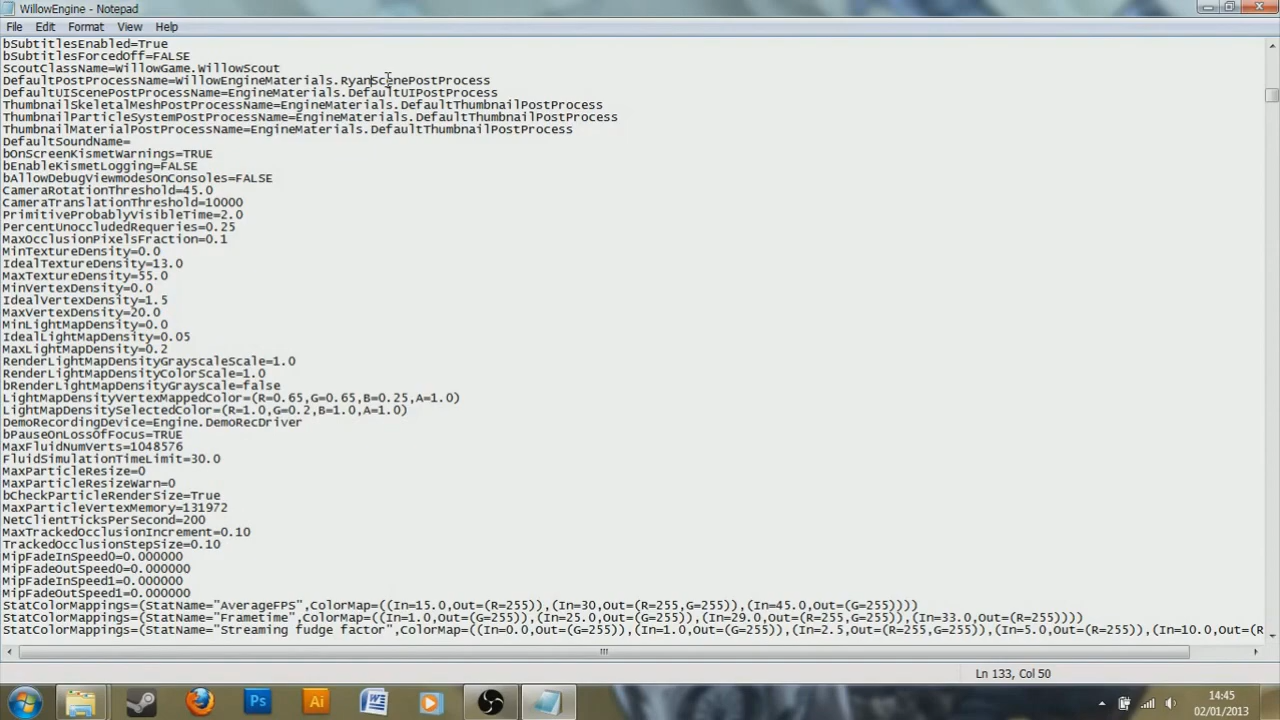 WillowEngine - Notepad
File Edit Format View Help
bSubtitlesEnabled=True
bSubtitlesForcedOff=FALSE
ScoutClassName=WillowGame.WillowScout
DefaultPostProcessName=WillowEngineMaterials.RyanScenePostProcess
DefaultUIScenePostProcessName=EngineMaterials.DefaultUIPostProcess
ThumbnailSkeletalMeshPostProcessName=EngineMaterials.DefaultThumbnailPostProcess
ThumbnailParticleSystemPostProcessName=EngineMaterials.DefaultThumbnailPostProcess
ThumbnailMaterialPostProcessName=EngineMaterials.DefaultThumbnailPostProcess
DefaultSoundName=
bOnScreenKismetWarnings=TRUE
bEnableKismetLogging=FALSE
bAllowDebugViewmodesOnConsoles=FALSE
CameraRotationThreshold=45.0
CameraTranslationThreshold=10000
PrimitiveProbablyVisibleTime=2.0
PercentUnoccludedRequeries=0.25
MaxOcclusionPixelsFraction=0.1
MinTextureDensity=0.0
IdealTextureDensity=13.0
MaxTextureDensity=55.0
MinVertexDensity=0.0
IdealVertexDensity=1.5
MaxVertexDensity=20.0
MinLightMapDensity=0.0
IdealLightMapDensity=0.05
MaxLightMapDensity=0.2
RenderLightMapDensityGrayscaleScale=1.0
RenderLightMapDensityColorScale=1.0
bRenderLightMapDensityGrayscale=false
LightMapDensityVertexMappedColor=(R=0.65,G=0.65,B=0.25,A=1.0)
LightMapDensitySelectedColor=(R=1.0,G=0.2,B=1.0,A=1.0)
DemoRecordingDevice=Engine.DemoRecDriver
bPauseOnLossOfFocus=TRUE
MaxFluidNumVerts=1048576
FluidSimulationTimeLimit=30.0
MaxParticleResize=0
MaxParticleResizeWarn=0
bCheckParticleRenderSize=True
MaxParticleVertexMemory=131972
NetClientTicksPerSecond=200
MaxTrackedOcclusionIncrement=0.10
TrackedOcclusionStepSize=0.10
MipFadeInSpeed0=0.000000
MipFadeOutSpeed0=0.000000
MipFadeInSpeed1=0.000000
MipFadeOutSpeed1=0.000000
StatColorMappings=(StatName="AverageFPS",ColorMap=((In=15.0,Out=(R=255)),(In=30,Out=(R=255,G=255)),(In=45.0,Out=(G=255))))
StatColorMappings=(StatName="Frametime",ColorMap=((In=1.0,Out=(G=255)),(In=25.0,Out=(G=255)),(In=29.0,Out=(R=255,G=255)),(In=33.0,Out=(R=255))))
StatColorMappings=(StatName="Streaming fudge factor",ColorMap=((In=0.0,Out=(G=255)),(In=1.0,Out=(G=255)),(In=2.5,Out=(R=255,G=255)),(In=5.0,Out=(R=255)),(In=10.0,Out=(R
Ln 133, Col 50
Ps
Ai
W
14:45
02/01/2013